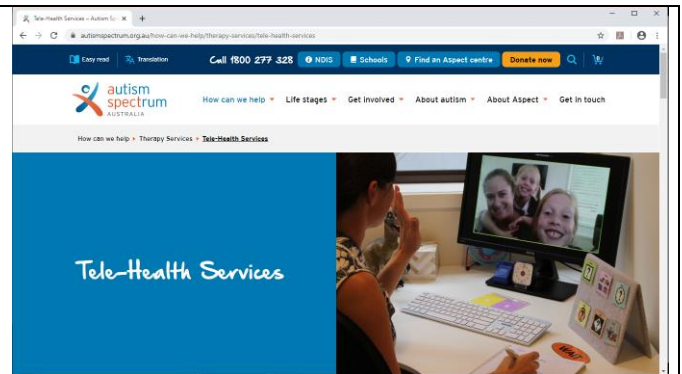 Tele-Health Services – Autism Sp
autismspectrum.org.au/how-can-we-help/therapy-services/tele-health-services
Easy read Translation Call 1800 277 328 NDIS Schools Find an Aspect centre Donate now
autism
spectrum
AUSTRALIA
How can we help Life stages Get involved About autism About Aspect Get in touch
How can we help Therapy Services Tele-Health Services
Tele-Health Services
WAIT